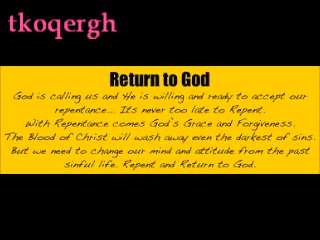 tkoqergh
Return to God
God is calling us and He is willing and ready to accept our
repentance... Its never too late to Repent.
With Repentance comes God's Grace and Forgiveness.
The Blood of Christ will wash away even the darkest of sins.
But we need to change our mind and attitude from the past
sinful life. Repent and Return to God.